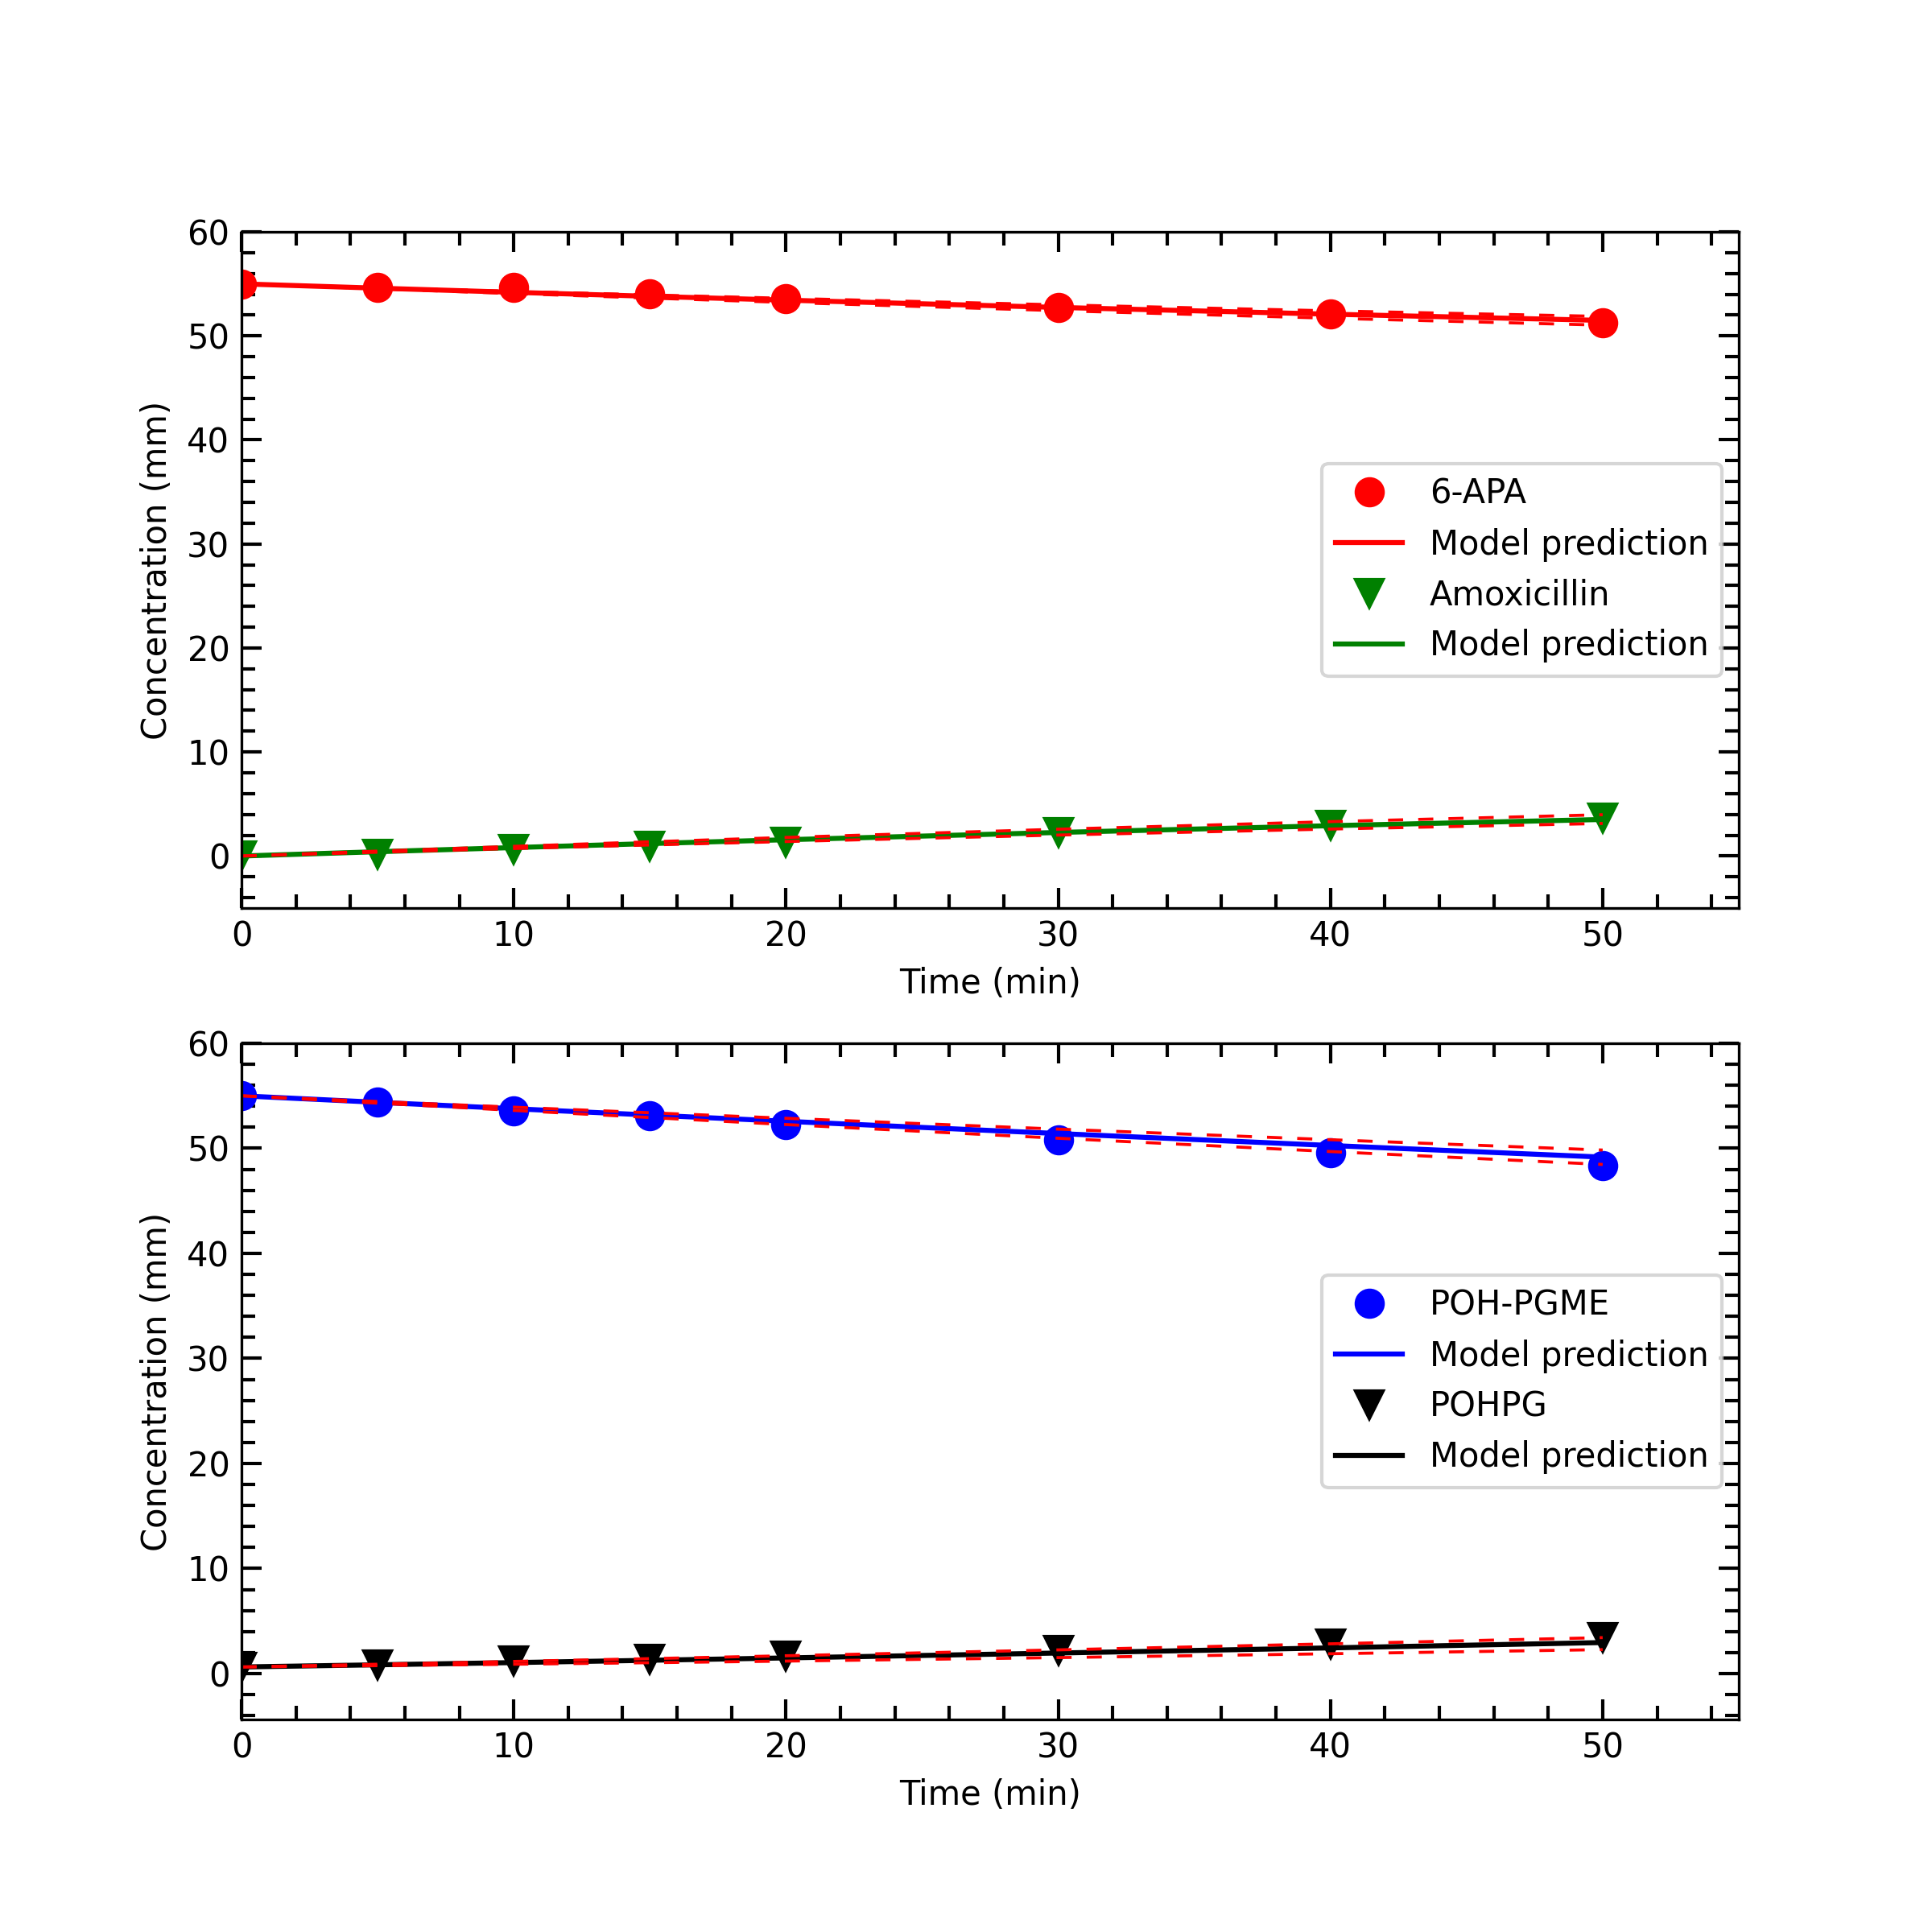 60
50
40
30
20
10
0
Concentration (mm)
6-APA
Model prediction
Amoxicillin
Model prediction
0 10 20 30 40 50
Time (min)
60
50
40
30
20
10
0
Concentration (mm)
POH-PGME
Model prediction
POHPG
Model prediction
0 10 20 30 40 50
Time (min)